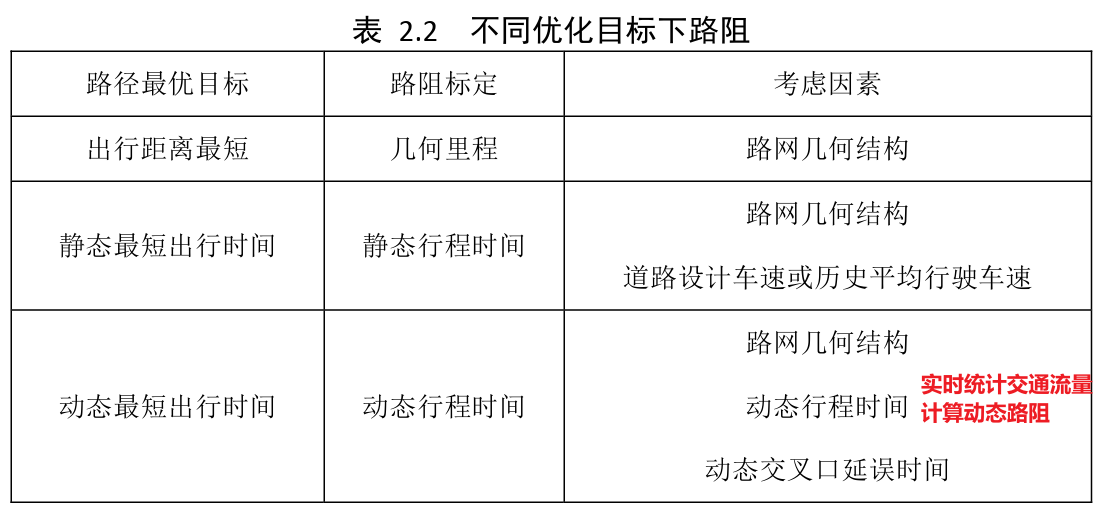 表 2.2 不同优化目标下路阻
路径最优目标 路阻标定 考虑因素
出行距离最短 几何里程 路网几何结构
静态最短出行时间 静态行程时间 路网几何结构
道路设计车速或历史平均行驶车速
动态最短出行时间 动态行程时间 路网几何结构
动态行程时间
动态交叉口延误时间
实时统计交通流量
计算动态路阻